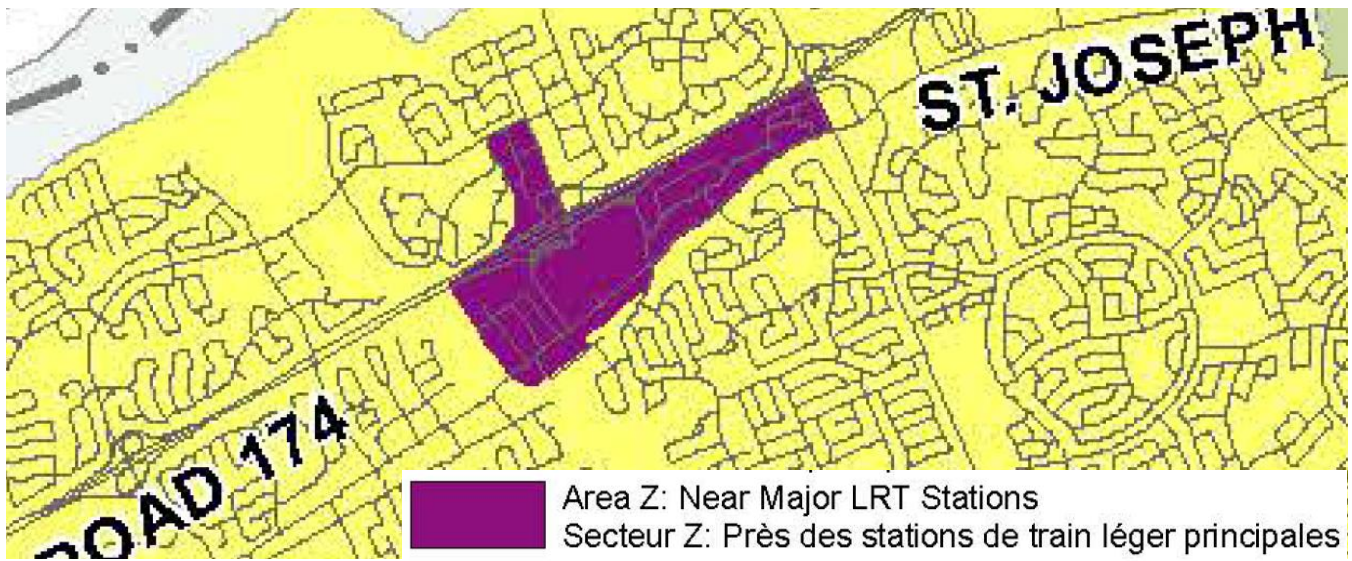 ST. JOSEPH
ROAD 174
Area Z: Near Major LRT Stations
Secteur Z: Près des stations de train léger principales